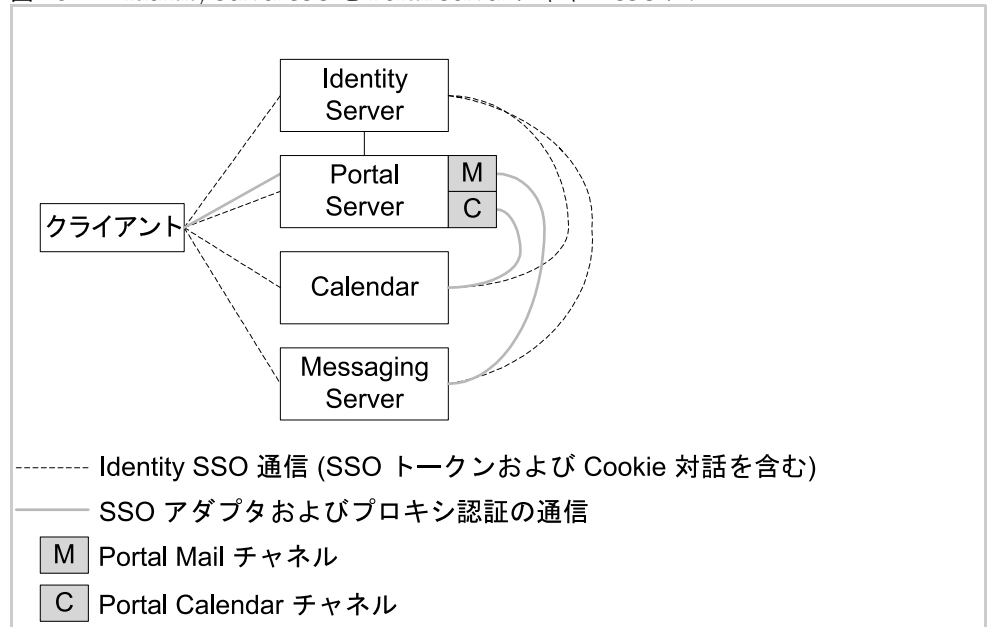 Identity
Server
Portal
Server
M
C
クライアント
Calendar
Messaging
Server
Identity SSO 通信 (SSO トークンおよび Cookie 対話を含む)
SSO アダプタおよびプロキシ認証の通信
M Portal Mail チャネル
C Portal Calendar チャネル